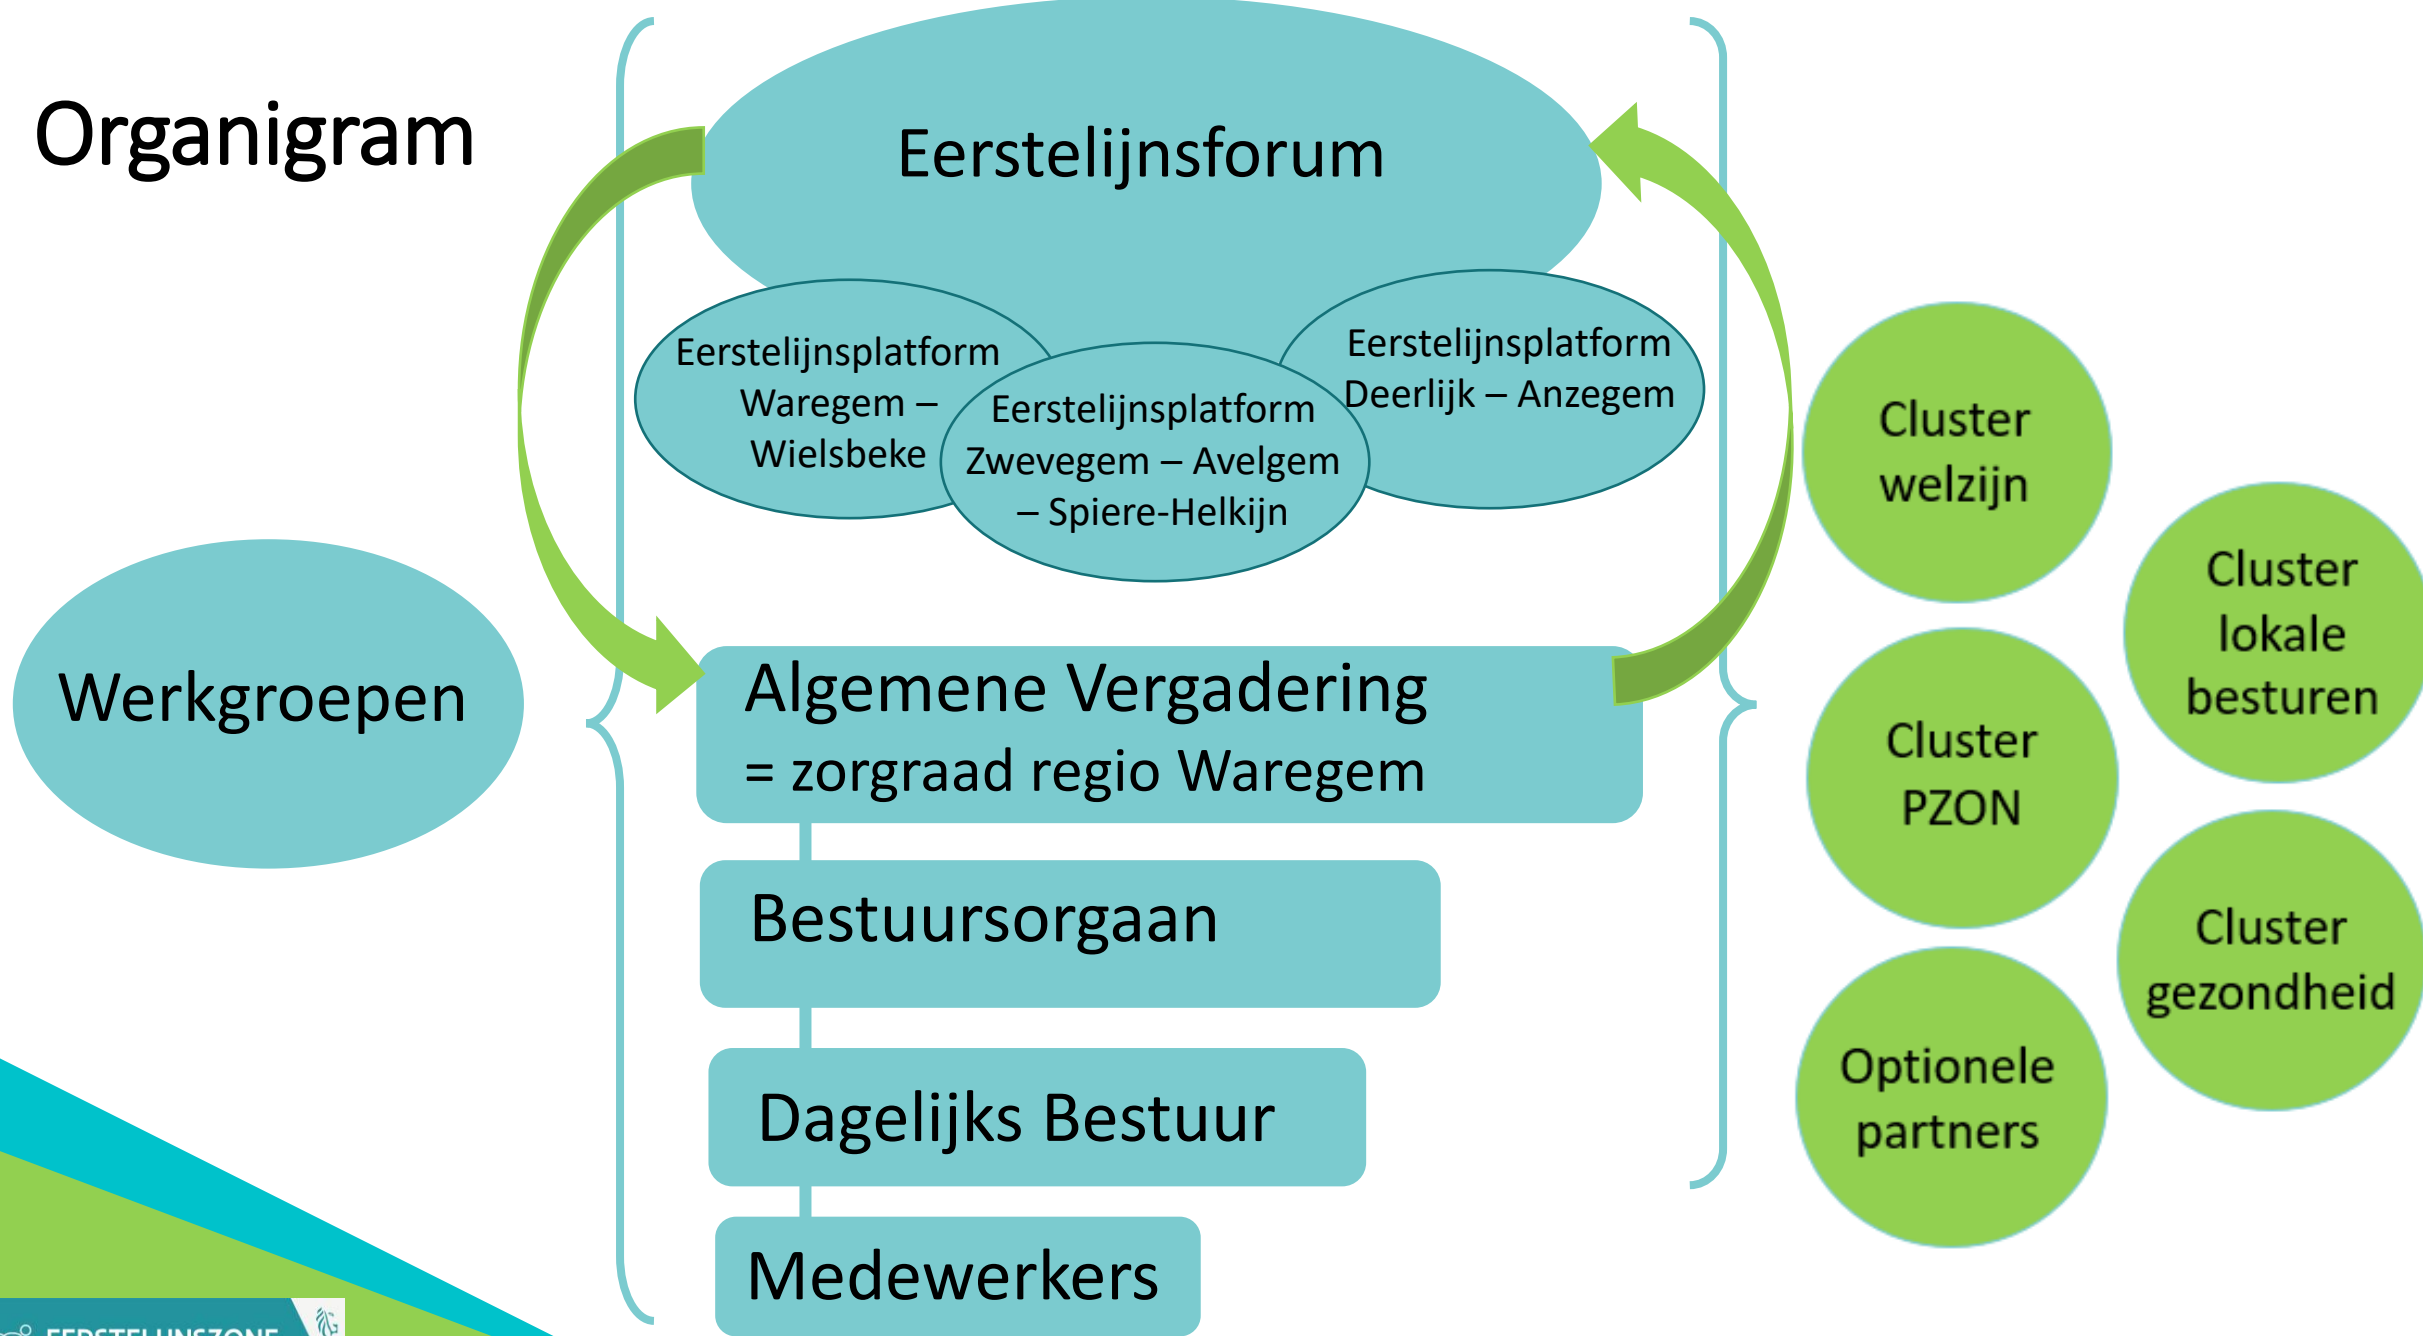 Organigram
Eerstelijnsforum
Eerstelijnsplatform
Waregem –
Wielsbeke
Eerstelijnsplatform
Zwevegem – Avelgem
– Spiere-Helkijn
Eerstelijnsplatform
Deerlijk – Anzegem
Werkgroepen
Algemene Vergadering
= zorgraad regio Waregem
Bestuursorgaan
Dagelijks Bestuur
Medewerkers
Cluster
welzijn
Cluster
lokale
besturen
Cluster
PZON
Cluster
gezondheid
Optionele
partners
EERSTELIJNSZONE